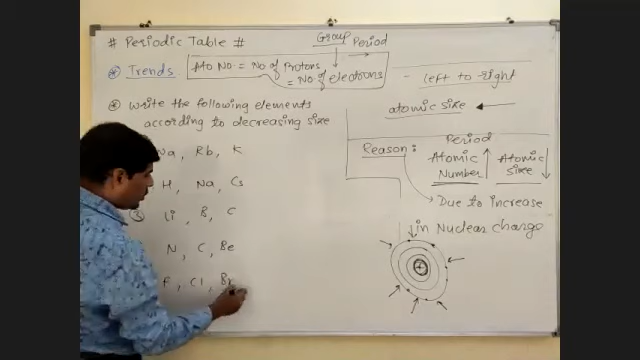 # Periodic Table #
Group Period
Trends
Ato No = No of Protons
= No of electrons
- left to right
atomic size
Write the following elements
according to decreasing size
Na, Rb, K
H, Na, Cs
③ Li, B, C
N, C, Be
F, Cl, Br
Reason:
Period
Atomic Number
Atomic size
Due to increase
in Nuclear charge
+